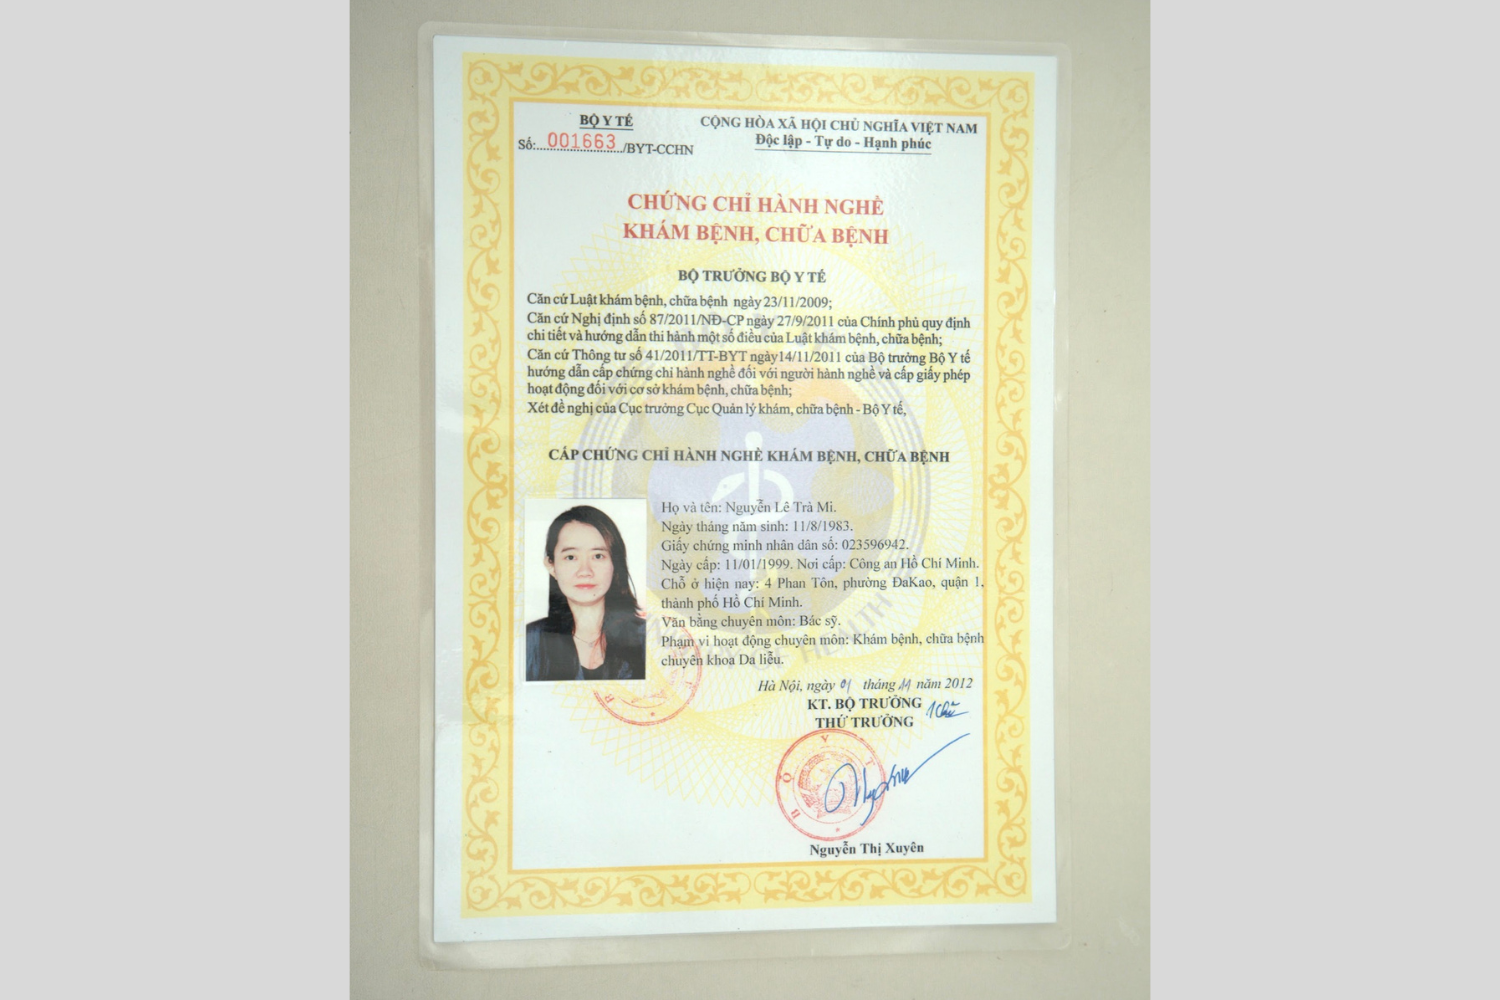 BỘ Y TẾ
Số: 001663 /BYT-CCHN
CỘNG HÒA XÃ HỘI CHỦ NGHĨA VIỆT NAM
Độc lập - Tự do - Hạnh phúc
CHỨNG CHỈ HÀNH NGHỀ
KHÁM BỆNH, CHỮA BỆNH
BỘ TRƯỞNG BỘ Y TẾ
Căn cứ Luật khám bệnh, chữa bệnh ngày 23/11/2009;
Căn cứ Nghị định số 87/2011/NĐ-CP ngày 27/9/2011 của Chính phủ quy định
chi tiết và hướng dẫn thi hành một số điều của Luật khám bệnh, chữa bệnh;
Căn cứ Thông tư số 41/2011/TT-BYT ngày14/11/2011 của Bộ trưởng Bộ Y tế
hướng dẫn cấp chứng chỉ hành nghề đối với người hành nghề và cấp giấy phép
hoạt động đối với cơ sở khám bệnh, chữa bệnh;
Xét đề nghị của Cục trưởng Cục Quản lý khám, chữa bệnh - Bộ Y tế,
CẤP CHỨNG CHỈ HÀNH NGHỀ KHÁM BỆNH, CHỮA BỆNH
Họ và tên: Nguyễn Lê Trà Mi.
Ngày tháng năm sinh: 11/8/1983.
Giấy chứng minh nhân dân số: 023596942.
Ngày cấp: 11/01/1999. Nơi cấp: Công an Hồ Chí Minh.
Chỗ ở hiện nay: 4 Phan Tôn, phường ĐaKao, quận 1,
thành phố Hồ Chí Minh.
Văn bằng chuyên môn: Bác sỹ.
Phạm vi hoạt động chuyên môn: Khám bệnh, chữa bệnh
chuyên khoa Da liễu.
Hà Nội, ngày 01 tháng 11 năm 2012
KT. BỘ TRƯỞNG
THỨ TRƯỞNG
BỘ Y T
Nguyễn Thị Xuyên